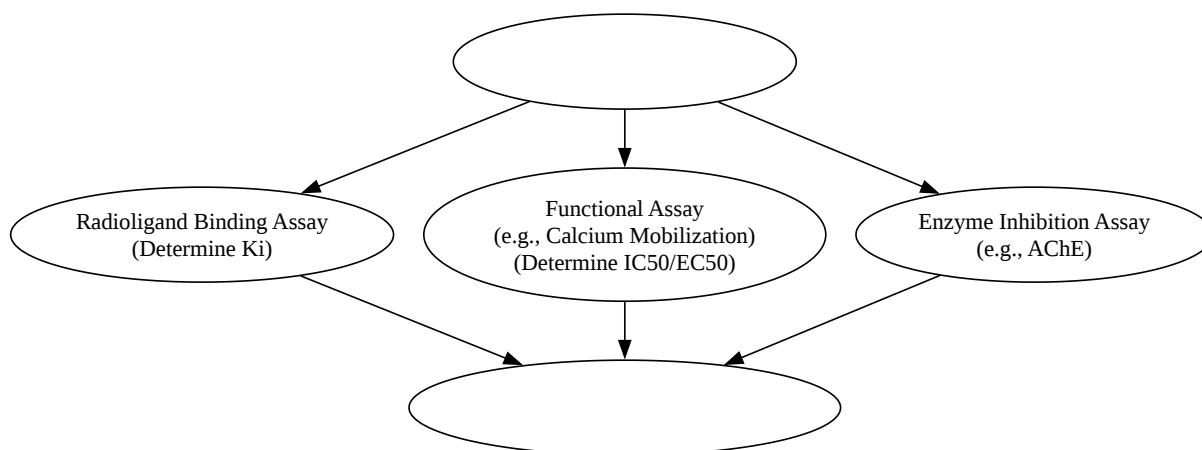 Radioligand Binding Assay
(Determine Ki)
Functional Assay
(e.g., Calcium Mobilization)
(Determine IC50/EC50)
Enzyme Inhibition Assay
(e.g., AChE)